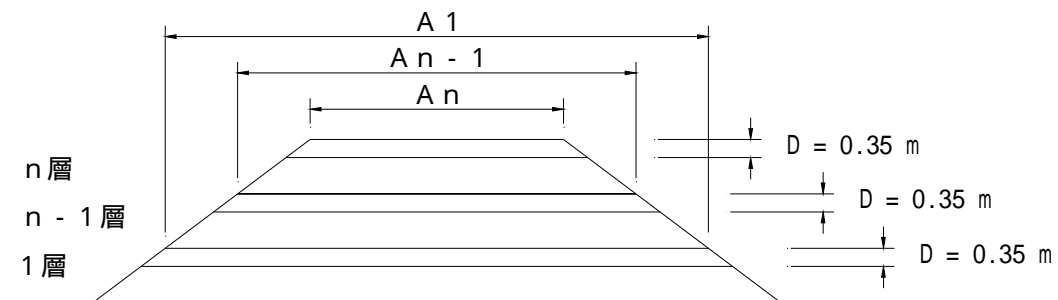 A 1
A n - 1
A n
D = 0.35 m
n層
D = 0.35 m
n - 1層
D = 0.35 m
1層